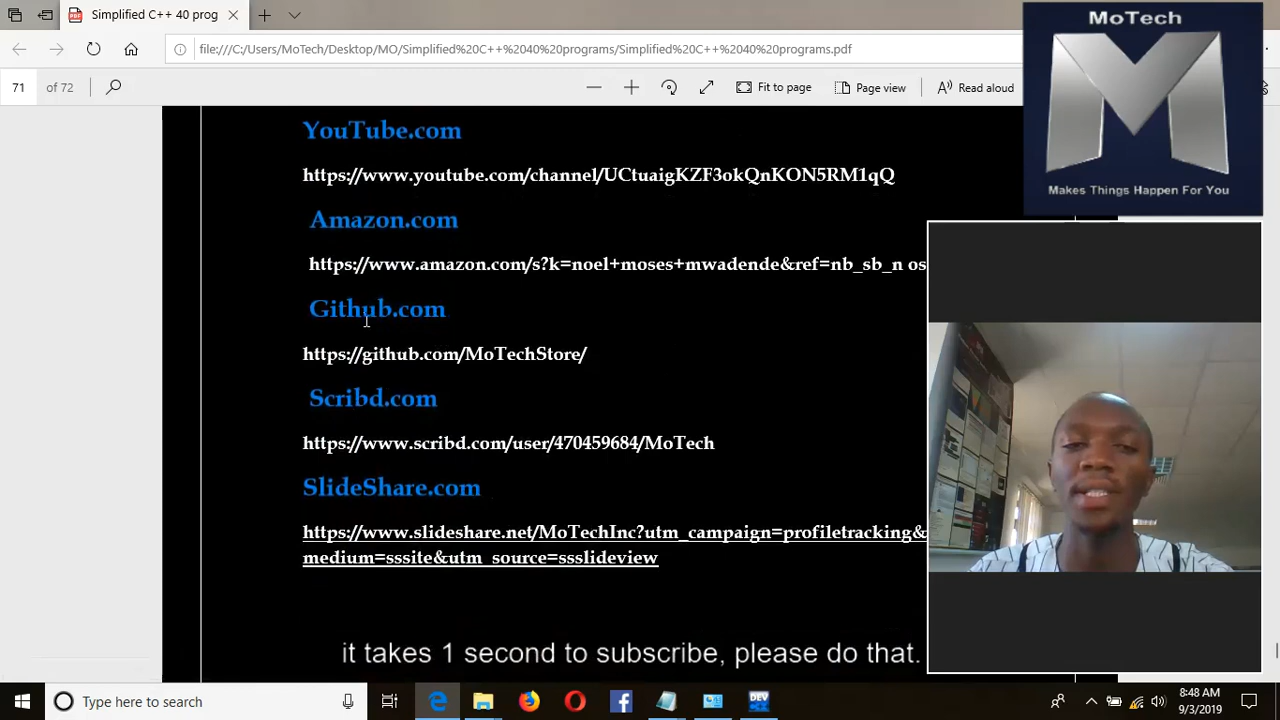 Simplified C++ 40 prog
file:///C:/Users/MoTech/Desktop/MO/Simplified%20C++%2040%20programs/Simplified%20C++%2040%20programs.pdf
71 of 72
Fit to page
Page view
Read aloud
MoTech
Makes Things Happen For You
YouTube.com
https://www.youtube.com/channel/UCtuaigKZF3okQnKON5RM1qQ
Amazon.com
https://www.amazon.com/s?k=noel+moses+mwadende&ref=nb_sb_n os
Github.com
https://github.com/MoTechStore/
Scribd.com
https://www.scribd.com/user/470459684/MoTech
SlideShare.com
https://www.slideshare.net/MoTechInc?utm_campaign=profiletracking&
medium=sssite&utm_source=ssslideview
it takes 1 second to subscribe, please do that.
Type here to search
DEV
8:48 AM
9/3/2019